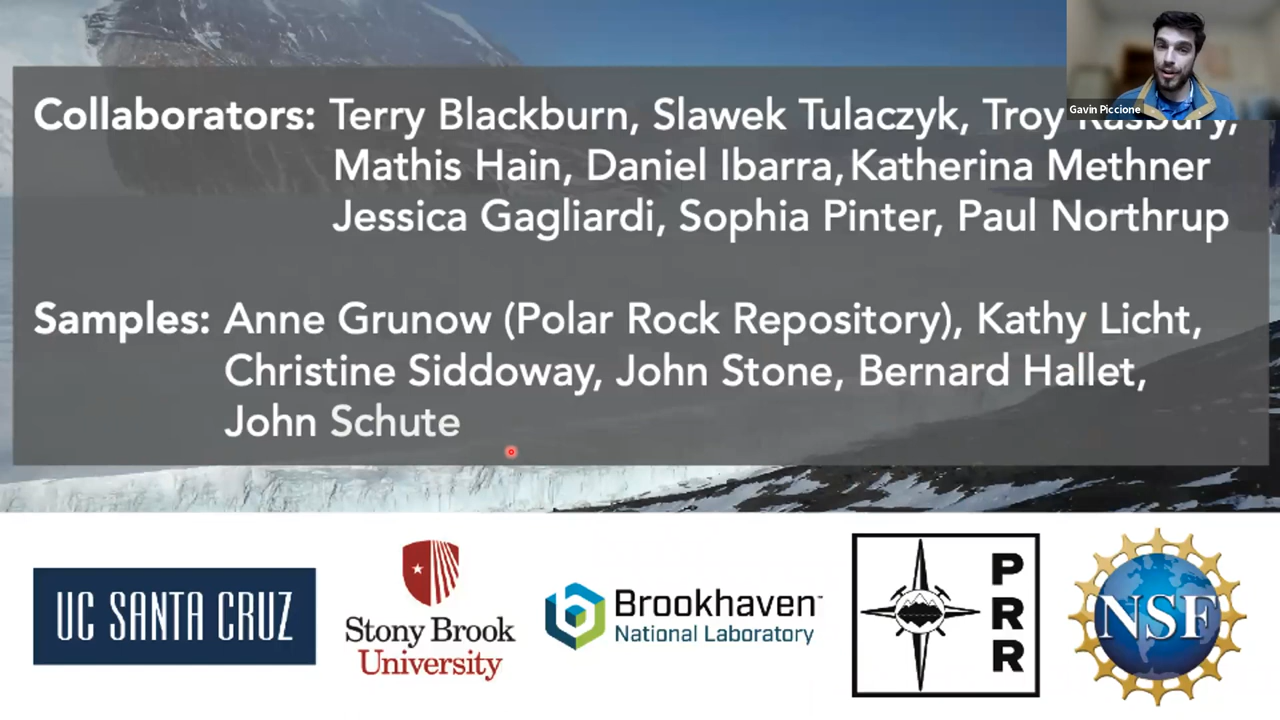 Collaborators: Terry Blackburn, Slawek Tulaczyk, Troy Rasbury,
Gavin Piccione
Mathis Hain, Daniel Ibarra, Katherina Methner
Jessica Gagliardi, Sophia Pinter, Paul Northrup
Samples: Anne Grunow (Polar Rock Repository), Kathy Licht,
Christine Siddoway, John Stone, Bernard Hallet,
John Schute
UC SANTA CRUZ
Stony Brook
University
Brookhaven™
National Laboratory
P
R
R
NSF